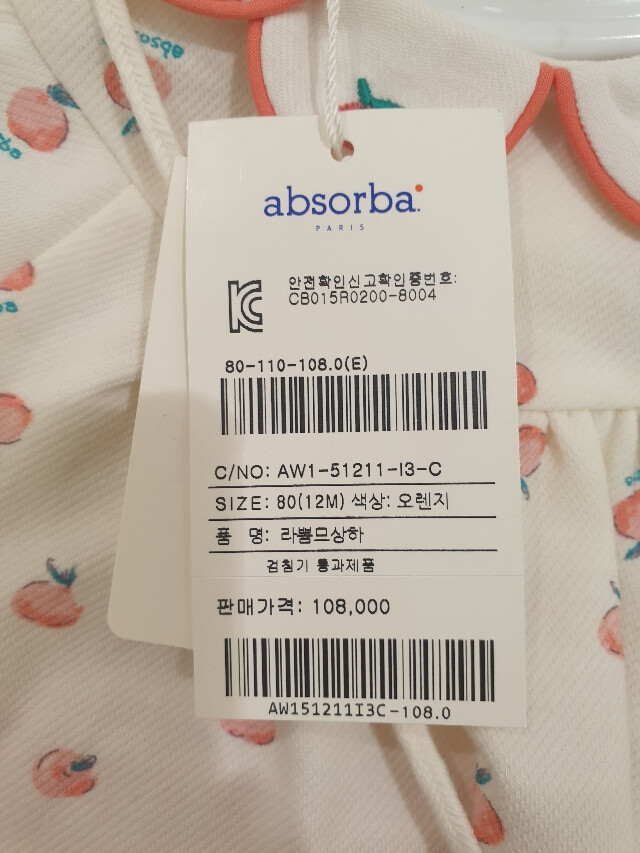 absorba
PARIS
안전확인신고확인증번호:
CB015R0200-8004
80-110-108.0(E)
C/NO: AW1-51211-I3-C
SIZE: 80(12M) 색상: 오렌지
품 명: 라뽐므상하
검침기 통과제품
판매가격: 108,000
AW151211I3C-108.0